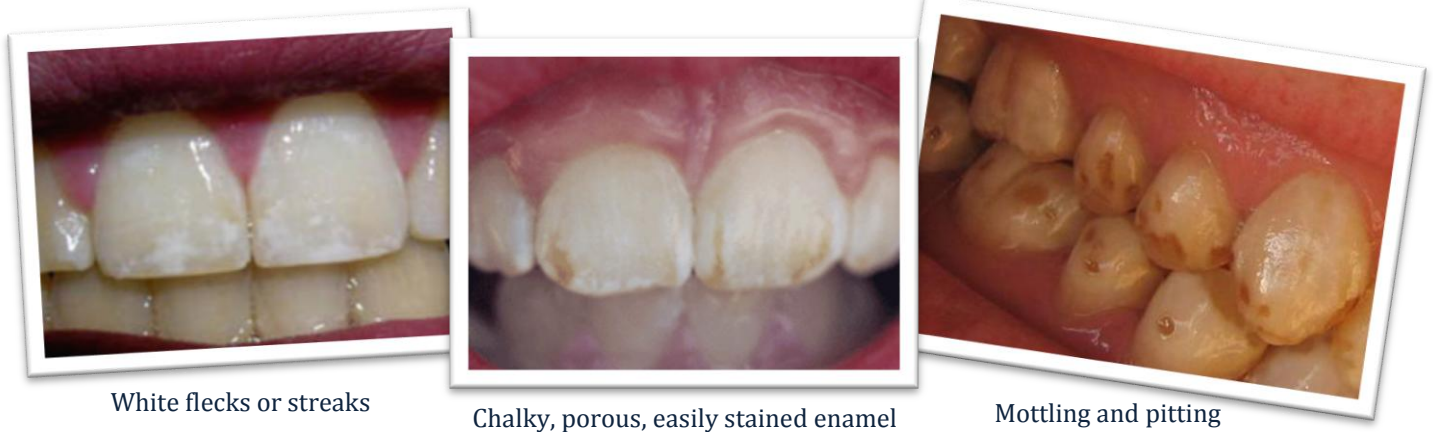 White flecks or streaks
Chalky, porous, easily stained enamel
Mottling and pitting